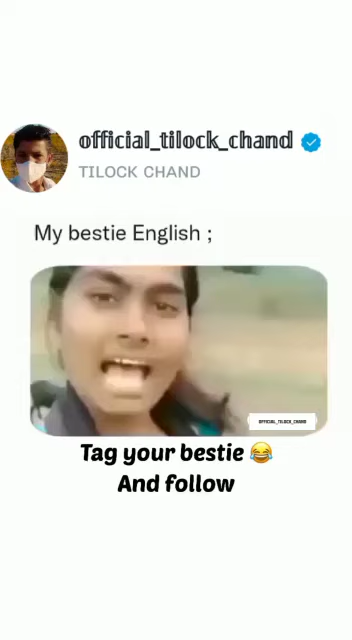 official_tilock_chand
TILOCK CHAND
My bestie English ;
OFFICIAL_TILOCK_CHAND
Tag your bestie 😂
And follow